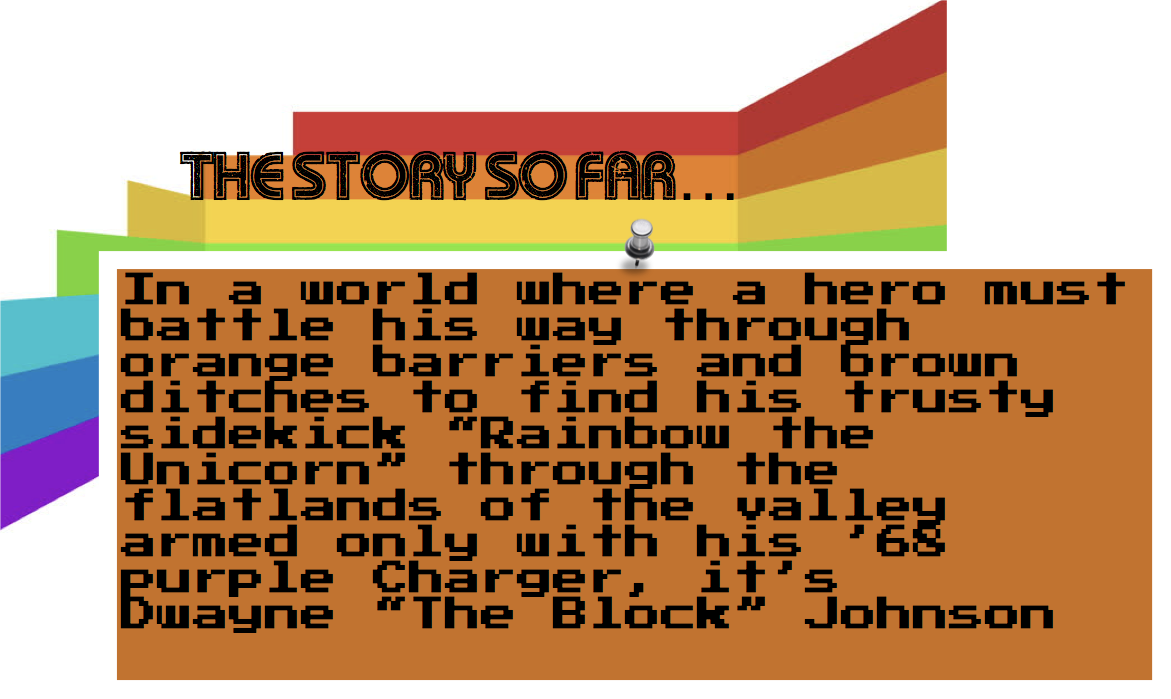 THE STORY SO FAR...
In a world where a hero must
battle his way through
orange barriers and brown
ditches to find his trusty
sidekick “Rainbow the
Unicorn” through the
flatlands of the valley
armed only with his ’68
purple Charger, it’s
Dwayne “The Block” Johnson